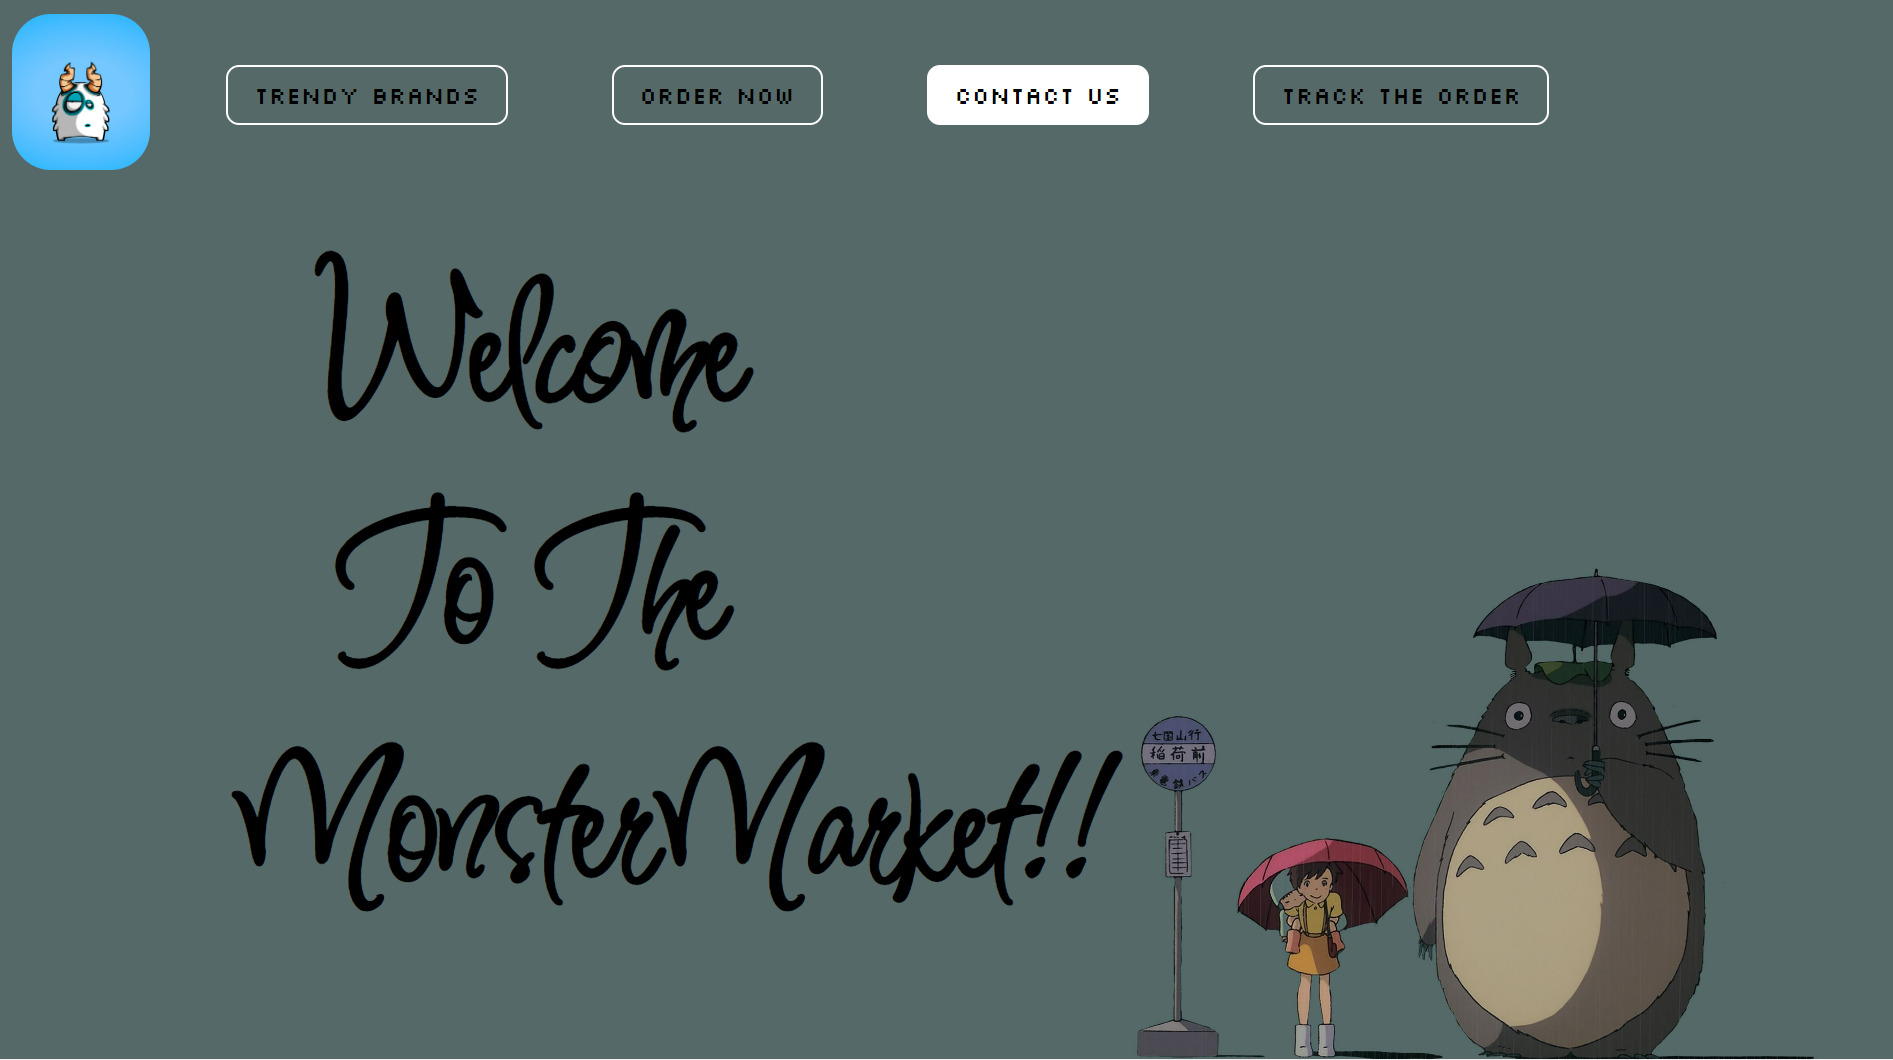 TRENDY BRANDS
ORDER NOW
CONTACT US
TRACK THE ORDER
Welcome
To The
MonsterMarket!!
七国山行
稲荷前